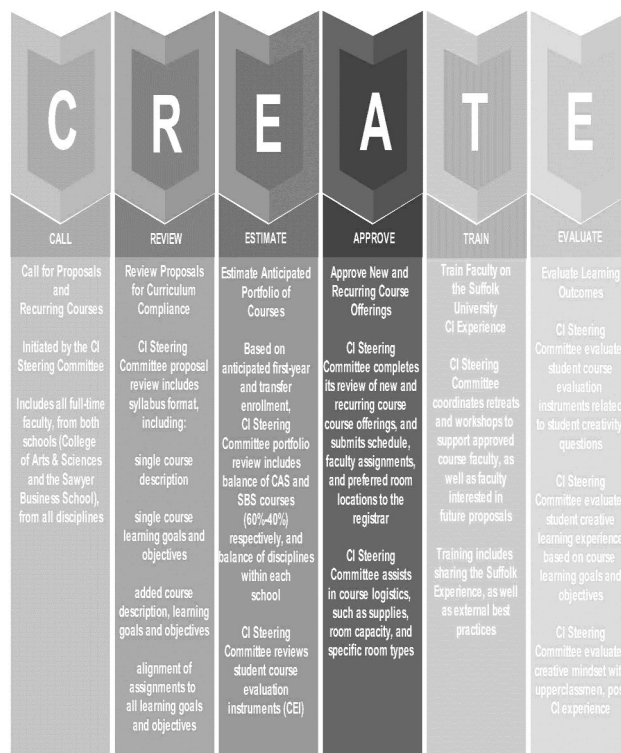 C
R
E
A
T
E
CALL
REVIEW
ESTIMATE
APPROVE
TRAIN
EVALUATE
Call for Proposals
and
Recurring Courses
Initiated by the CI
Steering Committee
Includes all full-time
faculty, from both
schools (College
of Arts & Sciences
and the Sawyer
Business School),
from all disciplines
Review Proposals
for Curriculum
Compliance
CI Steering
Committee proposal
review includes
syllabus format,
including:
single course
description
single course
learning goals and
objectives
added course
description, learning
goals and objectives
alignment of
assignments to
all learning goals
and objectives
Estimate Anticipated
Portfolio of
Courses
Based on
anticipated first-year
and transfer
enrollment,
CI Steering
Committee portfolio
review includes
balance of CAS and
SBS courses
(60%-40%)
respectively, and
balance of disciplines
within each
school
CI Steering
Committee reviews
student course
evaluation
instruments (CEI)
Approve New and
Recurring Course
Offerings
CI Steering
Committee completes
its review of new and
recurring course
course offerings, and
submits schedule,
faculty assignments,
and preferred room
locations to the
registrar
CI Steering
Committee assists
in course logistics,
such as supplies,
room capacity, and
specific room types
Train Faculty on
the Suffolk
University
CI Experience
CI Steering
Committee
coordinates retreats
and workshops to
support approved
course faculty, as
well as faculty
interested in
future proposals
Training includes
sharing the Suffolk
Experience, as well
as external best
practices
Evaluate Learning
Outcomes
CI Steering
Committee evaluate
student course
evaluation
instruments relate
to student creativity
questions
CI Steering
Committee evaluate
student creative
learning experience
based on course
learning goals and
objectives
CI Steering
Committee evaluate
creative mindset wit
upperclassmen, pos
CI experience